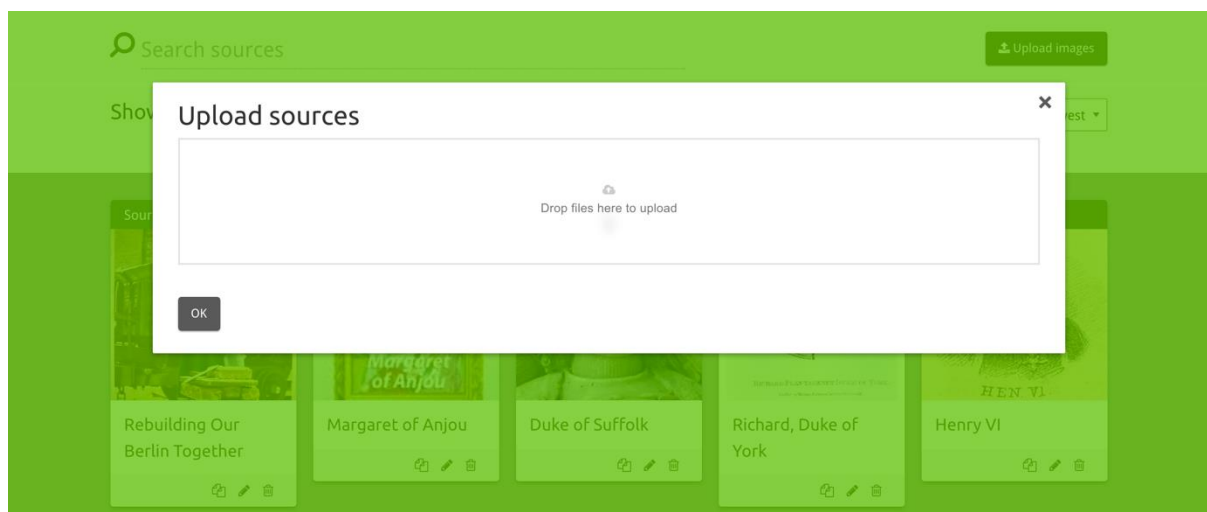 Search sources
Upload images
Upload sources
Drop files here to upload
OK
Margaret
of Anjou
HEN VI.
Rebuilding Our
Berlin Together
Margaret of Anjou
Duke of Suffolk
Richard, Duke of
York
Henry VI